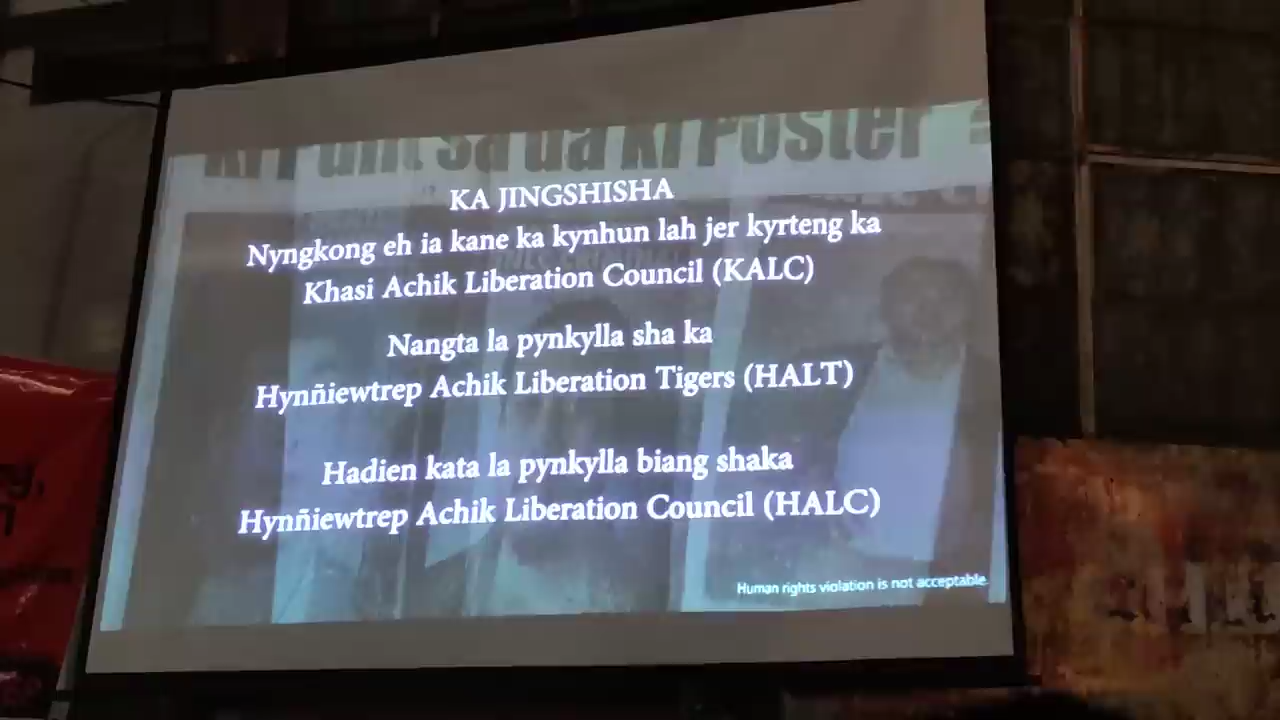 ki Poster
KA JINGSHISHA
Nyngkong eh ia kane ka kynhun lah jer kyrteng ka
Khasi Achik Liberation Council (KALC)
Nangta la pynkylla sha ka
Hynñiewtrep Achik Liberation Tigers (HALT)
Hadien kata la pynkylla biang shaka
Hynñiewtrep Achik Liberation Council (HALC)
Human rights violation is not acceptable.